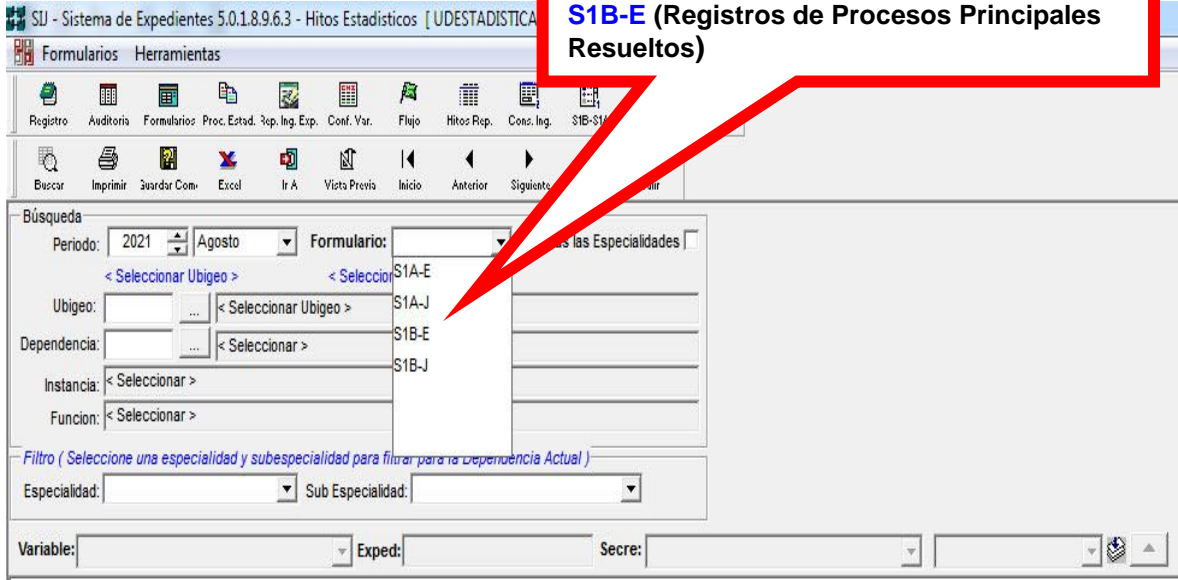 SIJ - Sistema de Expedientes 5.0.1.8.9.6.3 - Hitos Estadisticos [ UDESTADISTICA
S1B-E (Registros de Procesos Principales
Resueltos)
Formularios Herramientas
Registro Auditoria Formularios Proc. Estad. Rep. Ing. Exp. Conf. Var. Flujo Hitos Rep. Cons. Ing. S1B-S1A
Buscar Imprimir Guardar Com Excel Ir A Vista Previa Inicio Anterior Siguiente
Búsqueda
Periodo: 2021 Agosto Formulario: las Especialidades
< Seleccionar Ubigeo > < Seleccion
S1A-E
S1A-J
S1B-E
S1B-J
Ubigeo: ... < Seleccionar Ubigeo >
Dependencia: ... < Seleccionar >
Instancia: < Seleccionar >
Funcion: < Seleccionar >
Filtro ( Seleccione una especialidad y subespecialidad para filtrar para la Dependencia Actual )
Especialidad: Sub Especialidad:
Variable: Exped: Secre: